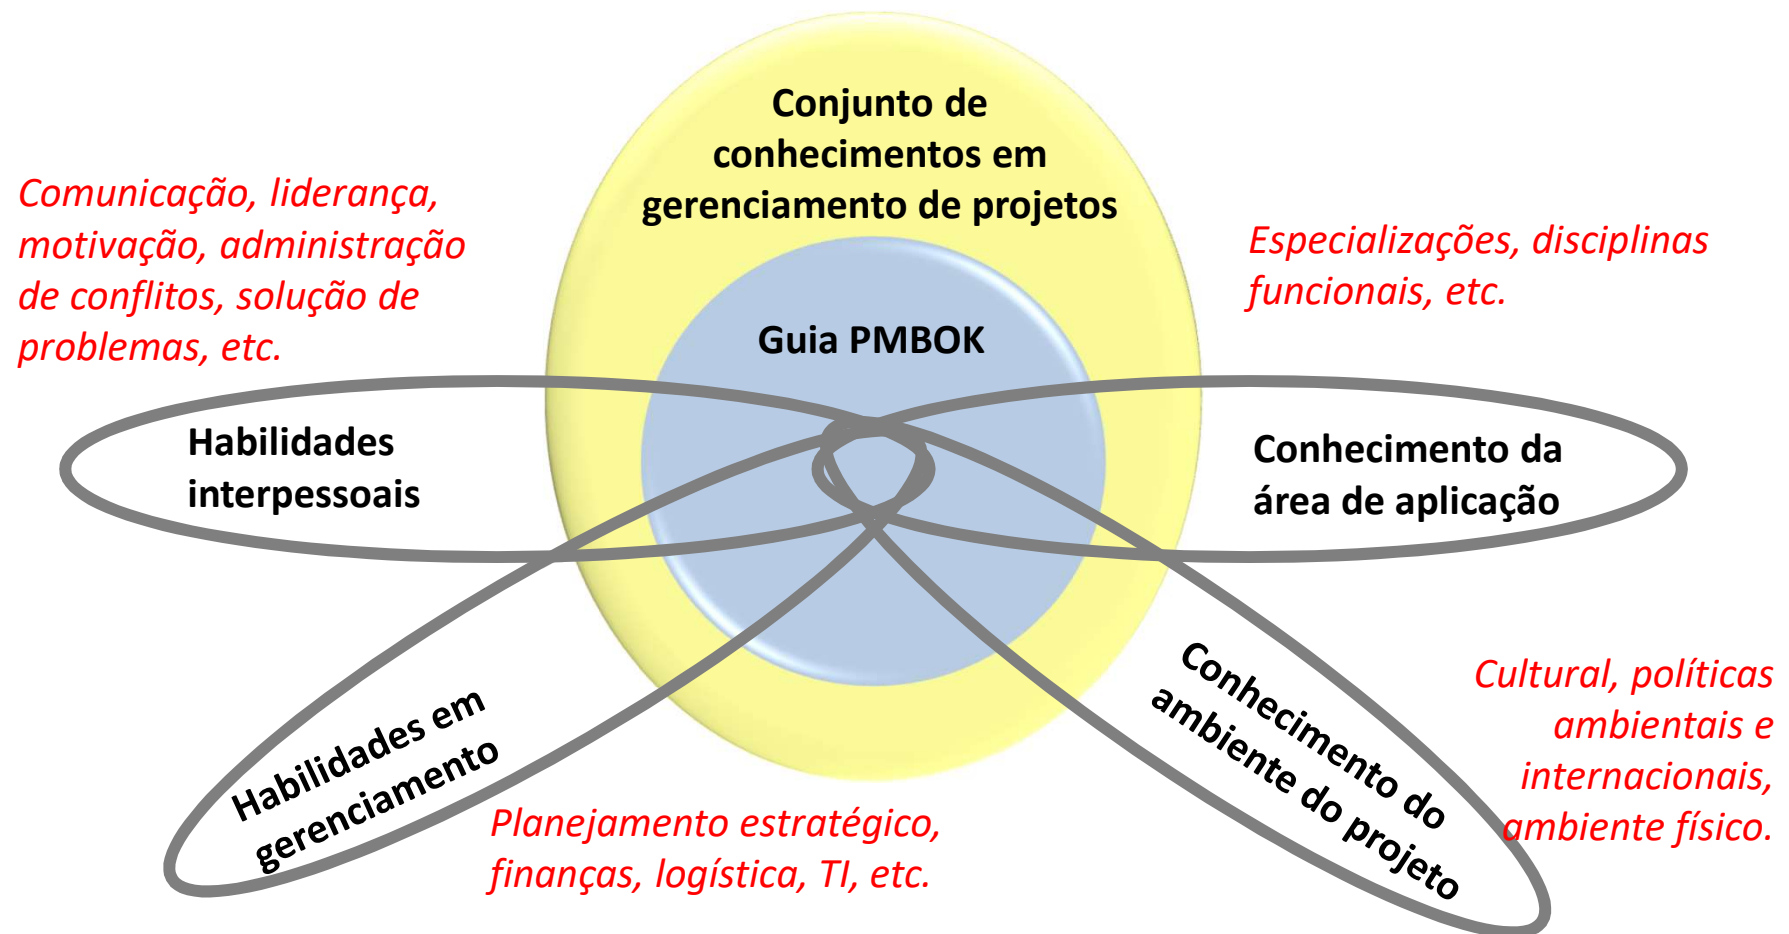 Conjunto de
conhecimentos em
gerenciamento de projetos
Comunicação, liderança,
motivação, administração
de conflitos, solução de
problemas, etc.
Especializações, disciplinas
funcionais, etc.
Guia PMBOK
Habilidades
interpessoais
Conhecimento da
área de aplicação
Habilidades em
gerenciamento
Conhecimento do
ambiente do projeto
Cultural, políticas
ambientais e
internacionais,
ambiente físico.
Planejamento estratégico,
finanças, logística, TI, etc.